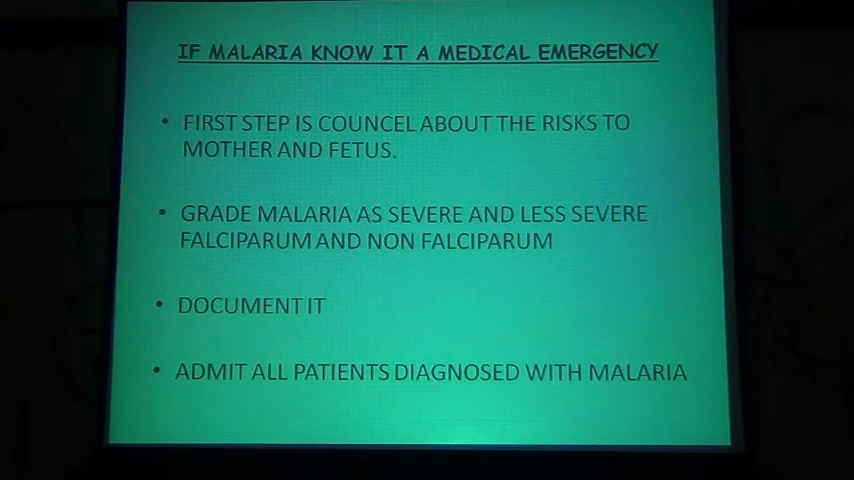 IF MALARIA KNOW IT A MEDICAL EMERGENCY
• FIRST STEP IS COUNCEL ABOUT THE RISKS TO
MOTHER AND FETUS.
• GRADE MALARIA AS SEVERE AND LESS SEVERE
FALCIPARUM AND NON FALCIPARUM
• DOCUMENT IT
• ADMIT ALL PATIENTS DIAGNOSED WITH MALARIA